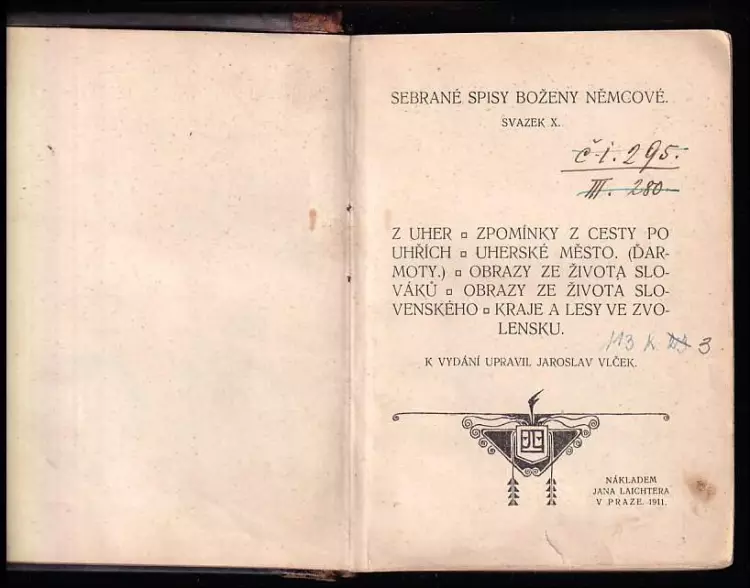 SEBRANÉ SPISY BOŽENY NĚMCOVÉ.
SVAZEK X.
č. i. 295.
III. 280
Z UHER ▫ ZPOMÍNKY Z CESTY PO
UHŘÍCH ▫ UHERSKÉ MĚSTO. (ĎAR-
MOTY.) ▫ OBRAZY ZE ŽIVOTA SLO-
VÁKŮ ▫ OBRAZY ZE ŽIVOTA SLO-
VENSKÉHO ▫ KRAJE A LESY VE ZVO-
LENSKU.
113 K 3
K VYDÁNÍ UPRAVIL JAROSLAV VLČEK.
NÁKLADEM
JANA LAICHTERA
V PRAZE 1911.